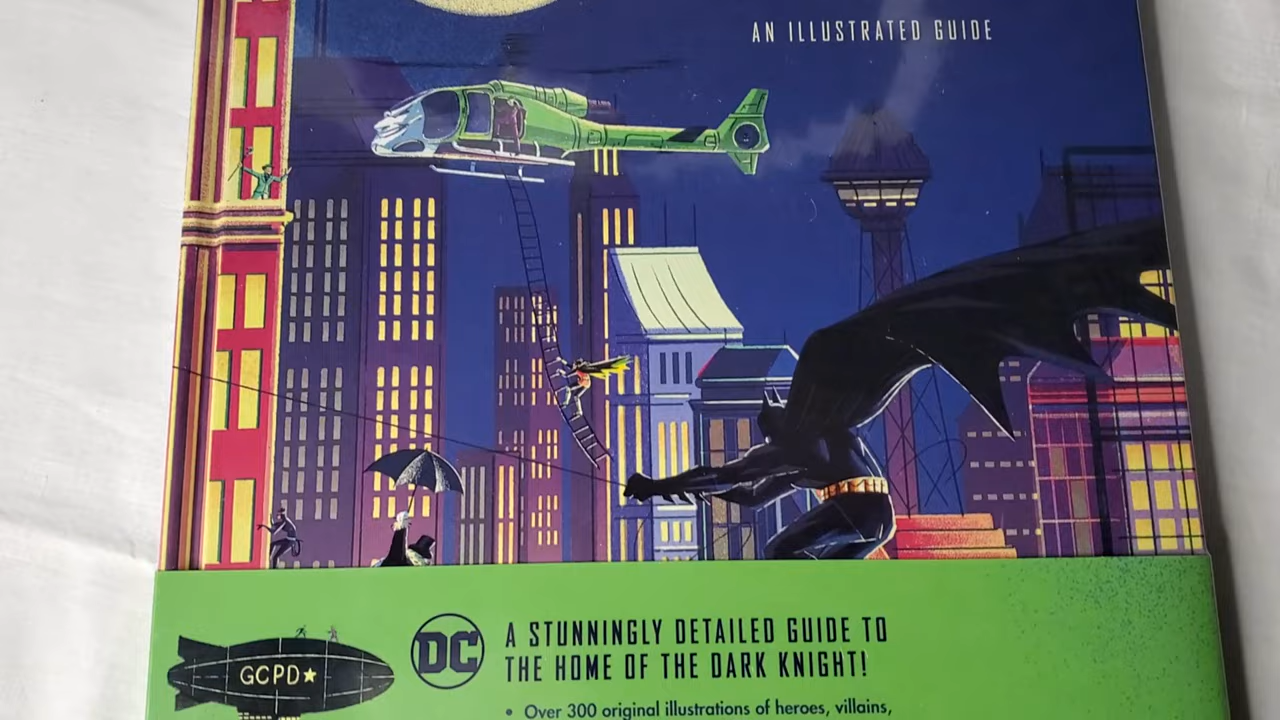 AN ILLUSTRATED GUIDE
GCPD
DC
A STUNNINGLY DETAILED GUIDE TO
THE HOME OF THE DARK KNIGHT!
• Over 300 original illustrations of heroes, villains,